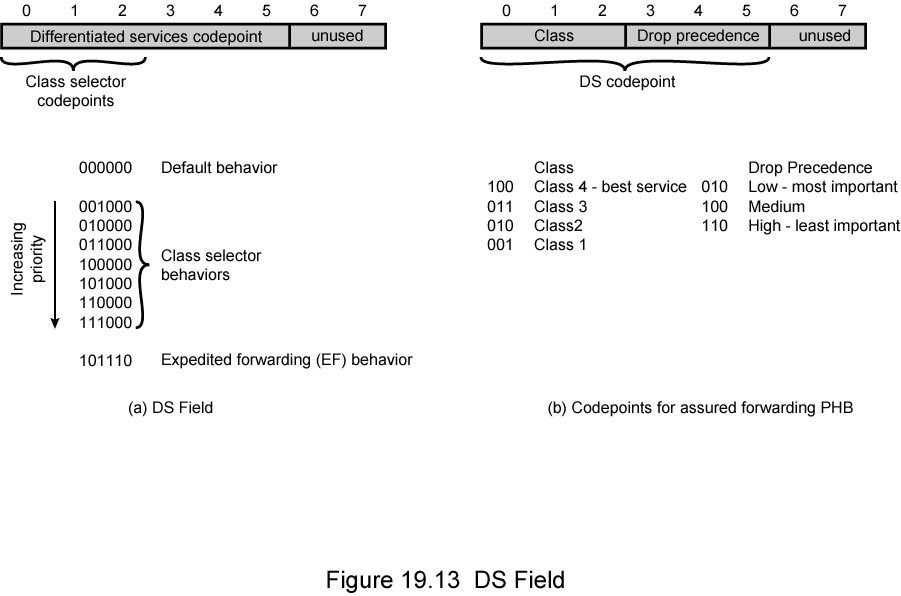 0 1 2 3 4 5 6 7
Differentiated services codepoint unused
Class selector
codepoints
000000 Default behavior
001000
010000
011000
100000
101000
110000
111000
Increasing
priority
Class selector
behaviors
101110 Expedited forwarding (EF) behavior
(a) DS Field
0 1 2 3 4 5 6 7
Class Drop precedence unused
DS codepoint
Class Drop Precedence
100 Class 4 - best service 010 Low - most important
011 Class 3 100 Medium
010 Class2 110 High - least important
001 Class 1
(b) Codepoints for assured forwarding PHB
Figure 19.13 DS Field